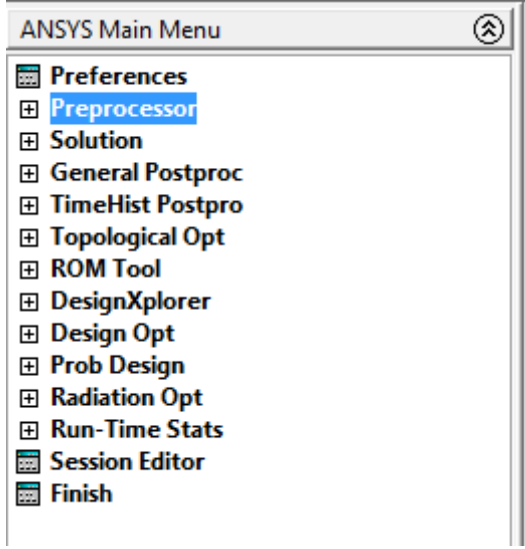 ANSYS Main Menu
Preferences
Preprocessor
Solution
General Postproc
TimeHist Postpro
Topological Opt
ROM Tool
DesignXplorer
Design Opt
Prob Design
Radiation Opt
Run-Time Stats
Session Editor
Finish